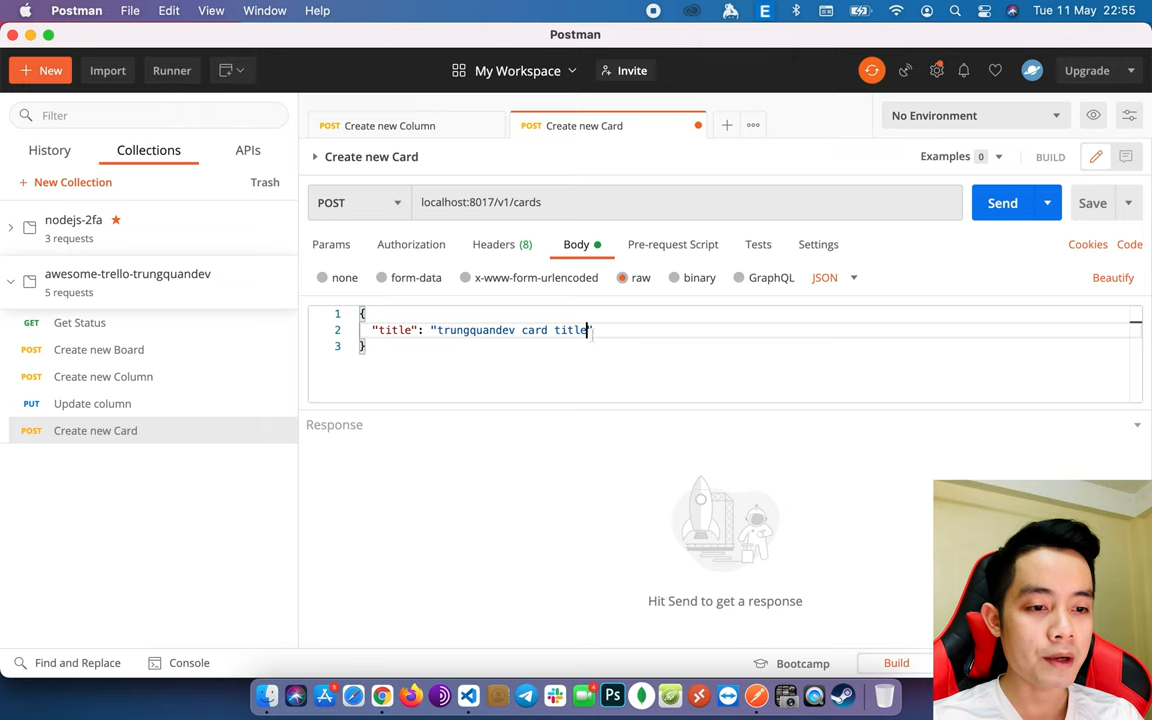 Postman File Edit View Window Help E Tue 11 May 22:55
Postman
+ New Import Runner My Workspace Invite Upgrade
Filter
POST Create new Column POST Create new Card No Environment
History Collections APIs
Create new Card Examples 0 BUILD
+ New Collection Trash
POST localhost:8017/v1/cards Send Save
nodejs-2fa
3 requests
Params Authorization Headers (8) Body Pre-request Script Tests Settings Cookies Code
awesome-trello-trungquandev
5 requests
none form-data x-www-form-urlencoded raw binary GraphQL JSON Beautify
1 {
2 "title": "trungquandev card title"
3 }
GET Get Status
POST Create new Board
POST Create new Column
PUT Update column
POST Create new Card
Response
Hit Send to get a response
Find and Replace Console Bootcamp Build
Ps